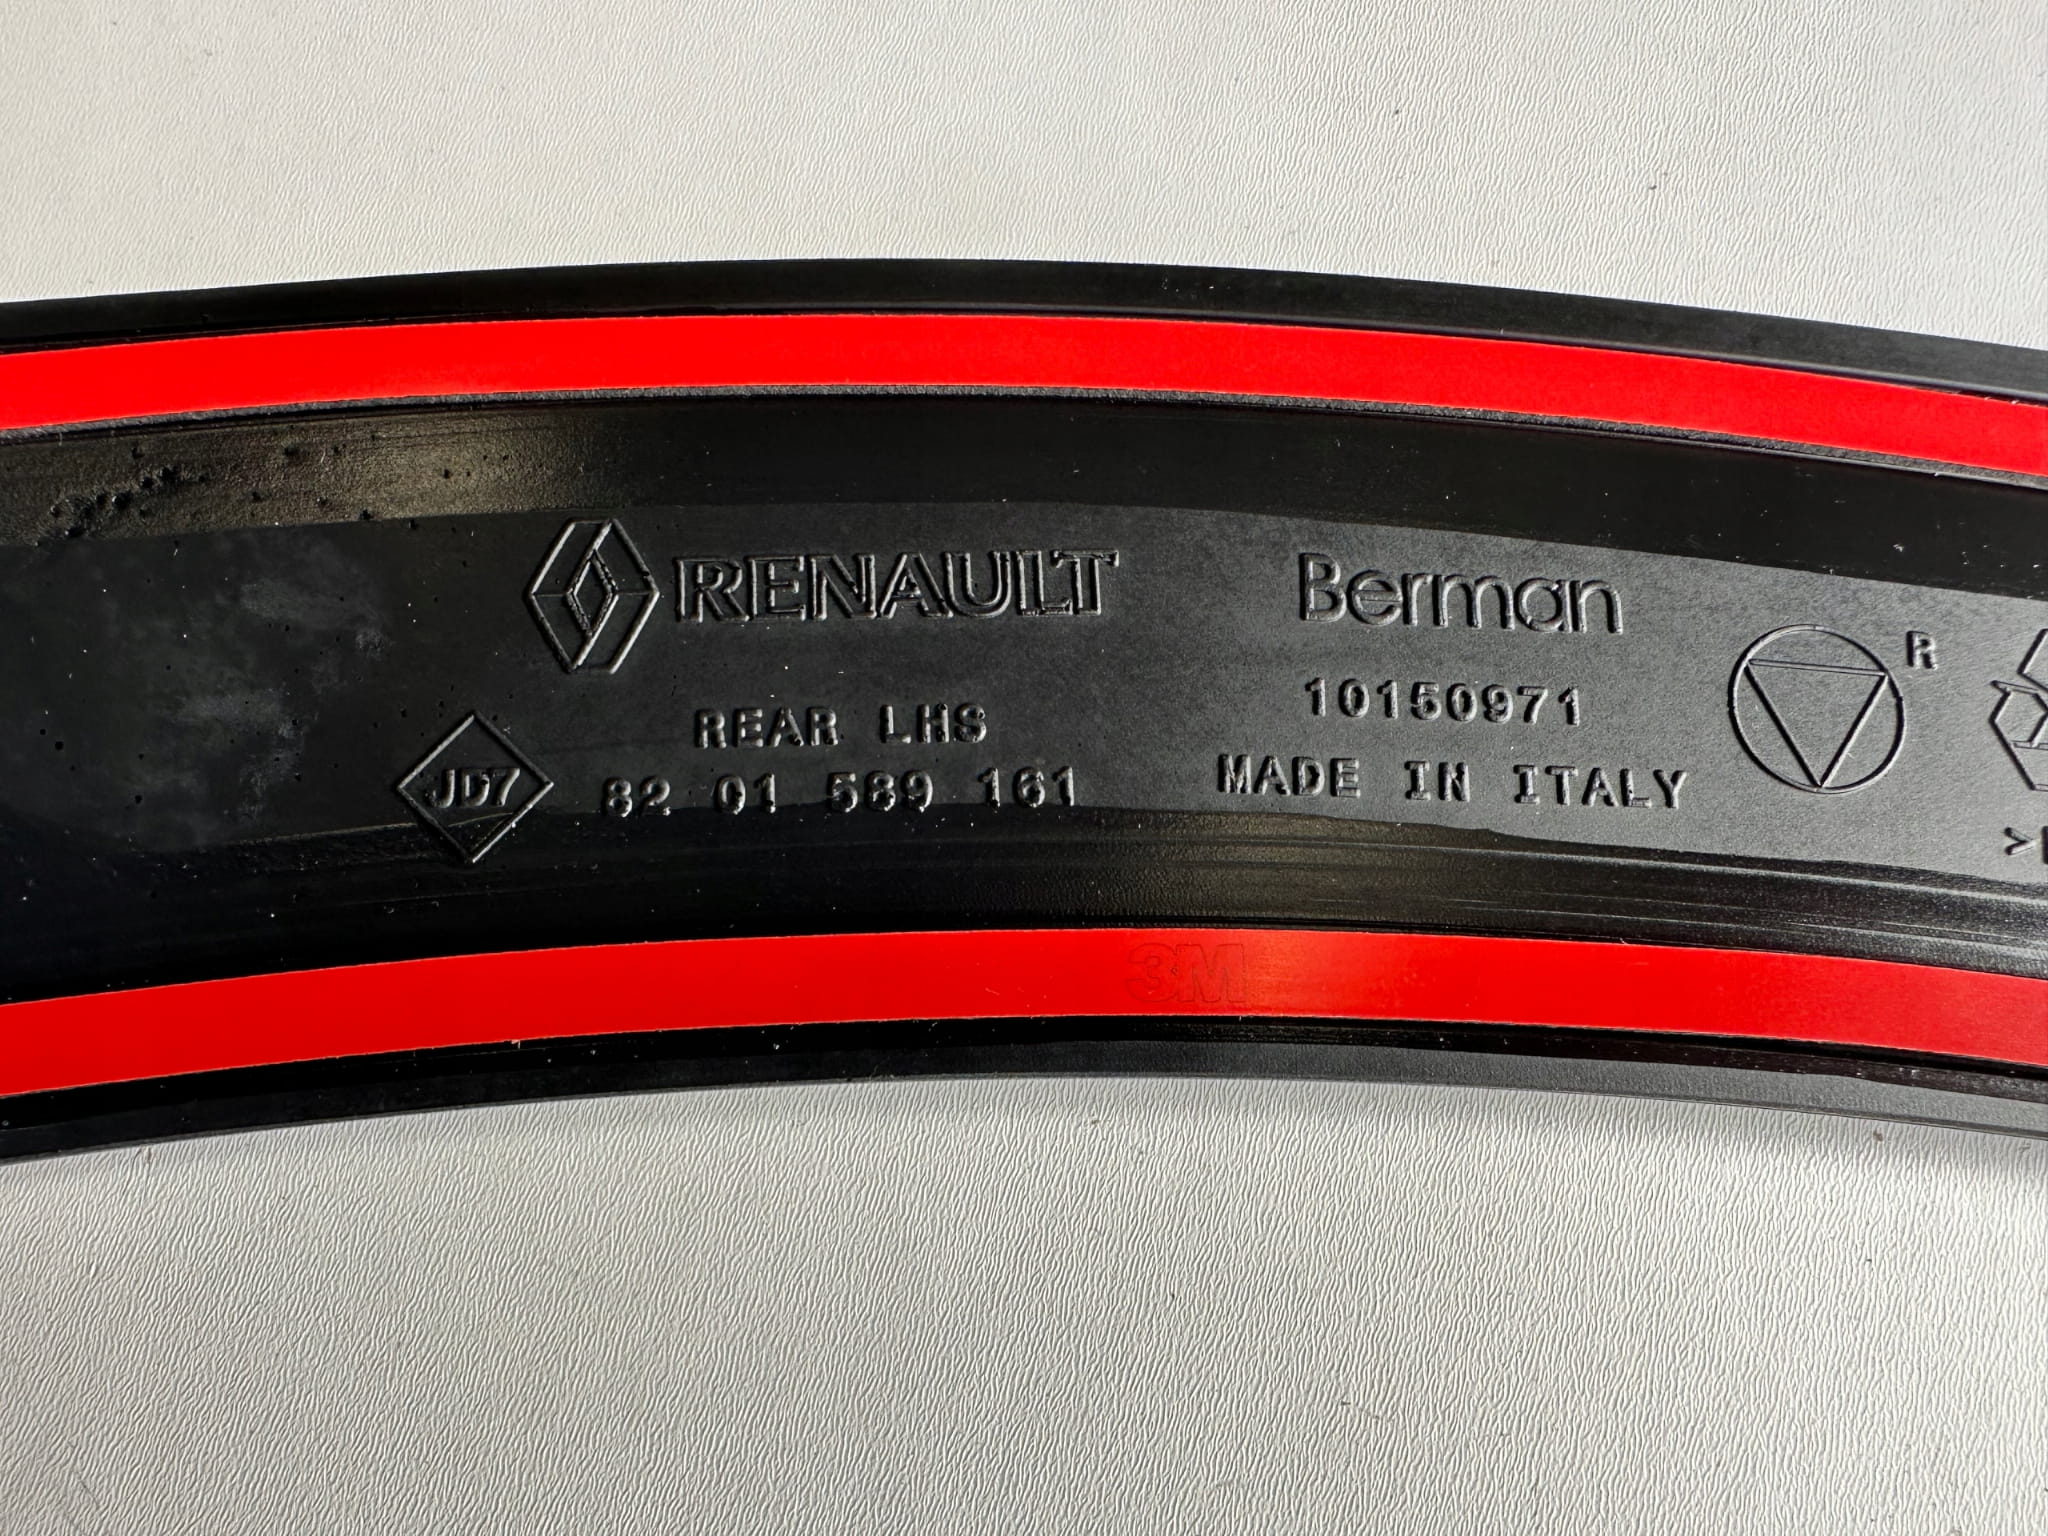 RENAULT
REAR LHS
JD7 82 01 589 161
Berman
10150971
MADE IN ITALY
R
3M